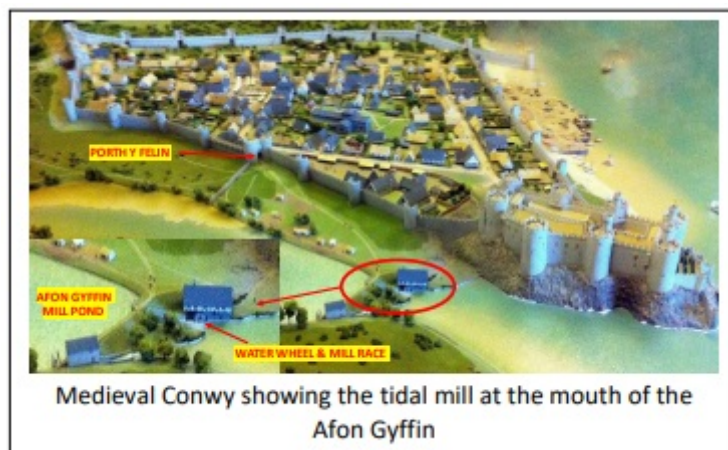 PORTH Y FELIN
AFON GYFFIN
MILL POND
WATER WHEEL & MILL RACE
Medieval Conwy showing the tidal mill at the mouth of the
Afon Gyffin